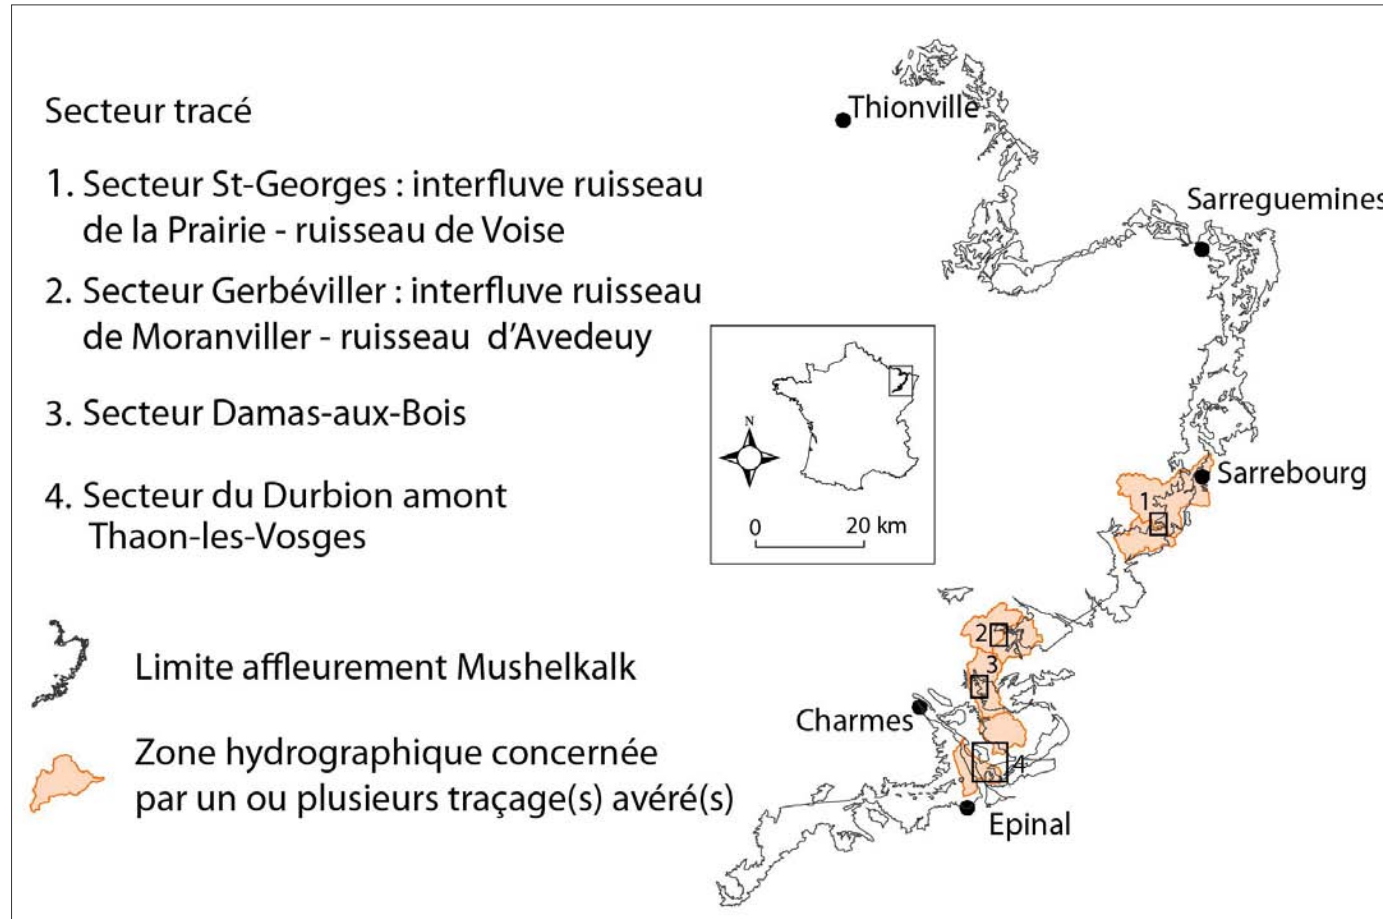 Secteur tracé
1. Secteur St-Georges : interfluve ruisseau
de la Prairie - ruisseau de Voise
2. Secteur Gerbéviller : interfluve ruisseau
de Moranviller - ruisseau d'Avedeuy
3. Secteur Damas-aux-Bois
4. Secteur du Durbion amont
Thaon-les-Vosges
Limite affleurement Mushelkalk
Zone hydrographique concernée
par un ou plusieurs traçage(s) avéré(s)
N
0 20 km
Thionville
Sarreguemines
Sarrebourg
1
2
3
Charmes
4
Epinal